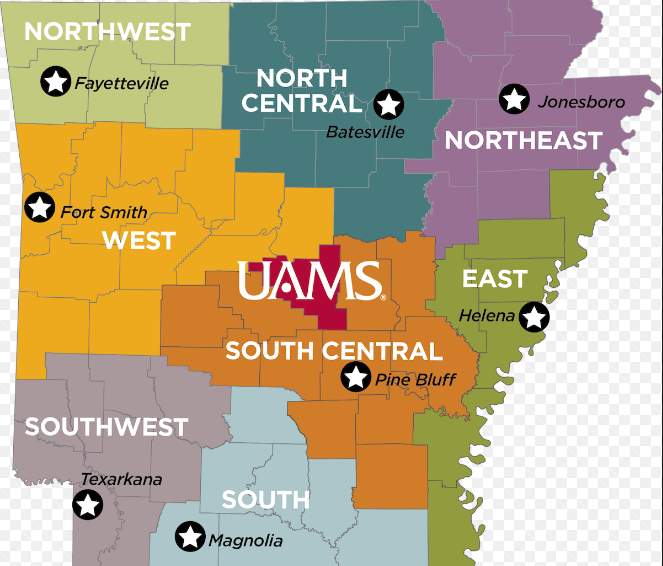 NORTHWEST
Fayetteville
NORTH
CENTRAL
Batesville
Jonesboro
NORTHEAST
Fort Smith
WEST
UAMS®
EAST
Helena
SOUTH CENTRAL
Pine Bluff
SOUTHWEST
Texarkana
SOUTH
Magnolia